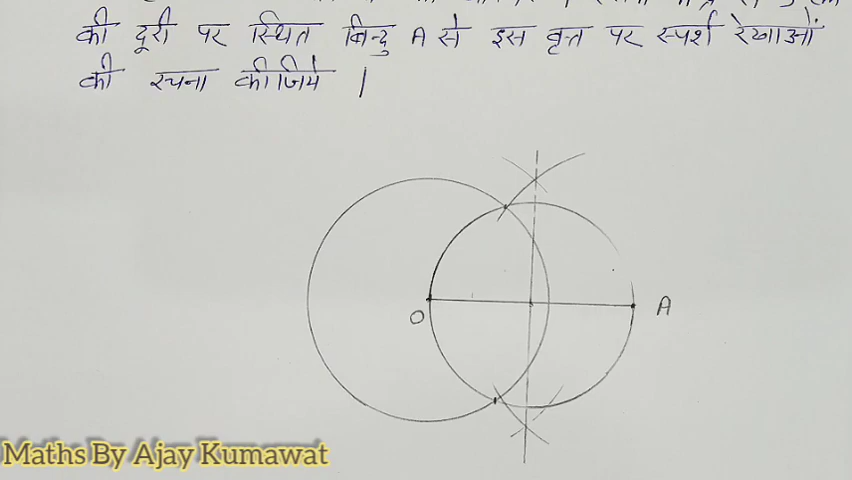 की दूरी पर स्थित बिन्दु A से इस वृत्त पर स्पर्श रेखाओं
की रचना कीजिये |
O
A
Maths By Ajay Kumawat